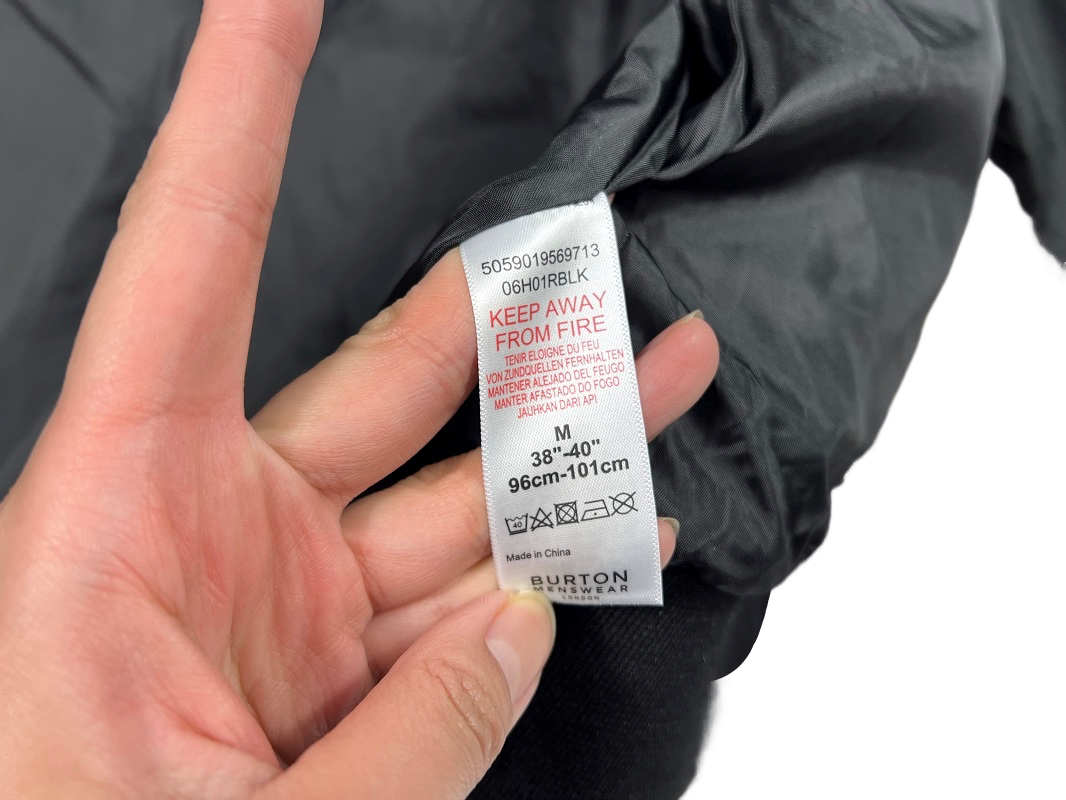 5059019569713
06H01RBLK
KEEP AWAY
FROM FIRE
TENIR ELOIGNE DU FEU
VON ZUNDQUELLEN FERNHALTEN
MANTENER ALEJADO DEL FEUGO
MANTER AFASTADO DO FOGO
JAUHKAN DARI API
M
38"-40"
96cm-101cm
40
Made in China
BURTON
MENSWEAR
LONDON